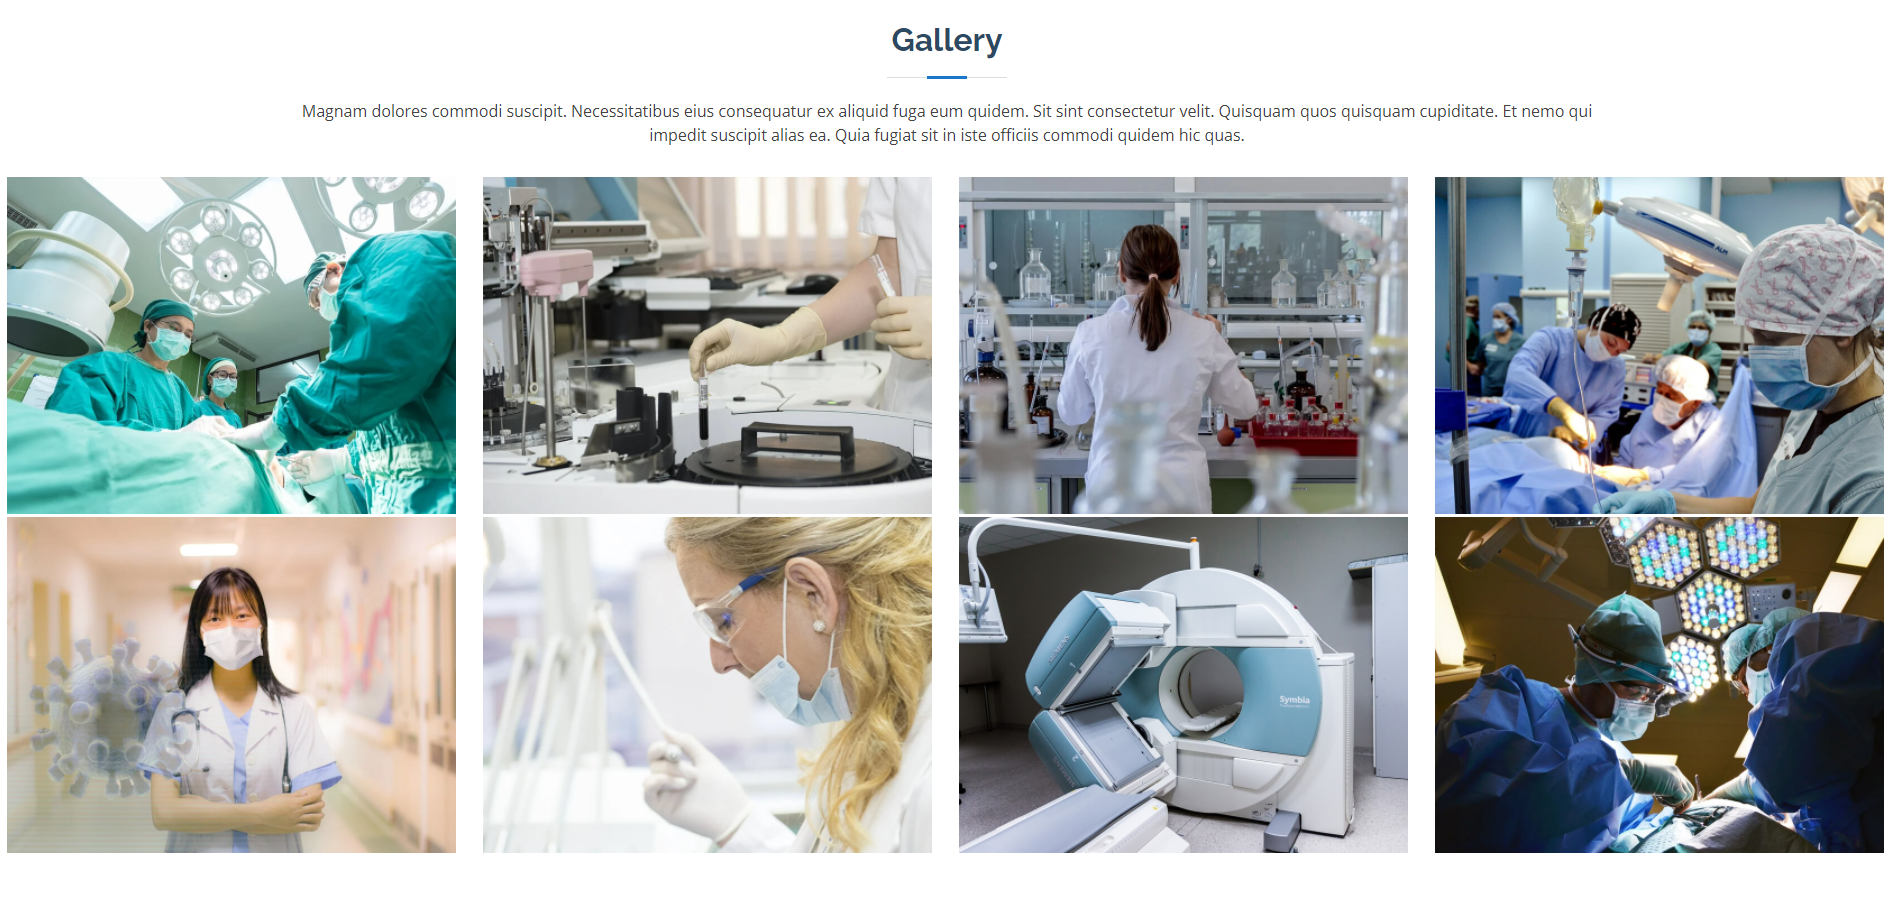 Gallery
Magnam dolores commodi suscipit. Necessitatibus eius consequatur ex aliquid fuga eum quidem. Sit sint consectetur velit. Quisquam quos quisquam cupiditate. Et nemo qui
impedit suscipit alias ea. Quia fugiat sit in iste officiis commodi quidem hic quas.
ALM
Symbia